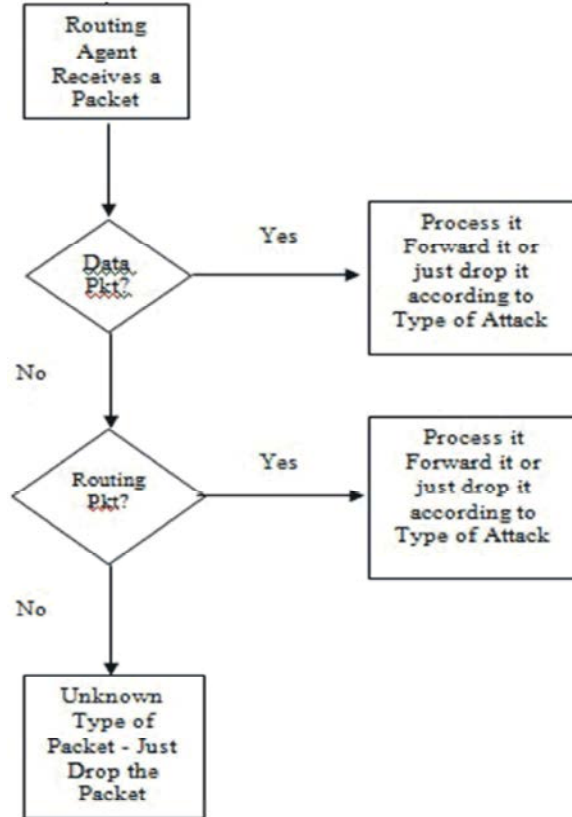 Routing
Agent
Receives a
Packet
Data
Pkt?
Yes
Process it
Forward it or
just drop it
according to
Type of Attack
No
Routing
Pkt?
Yes
Process it
Forward it or
just drop it
according to
Type of Attack
No
Unknown
Type of
Packet - Just
Drop the
Packet